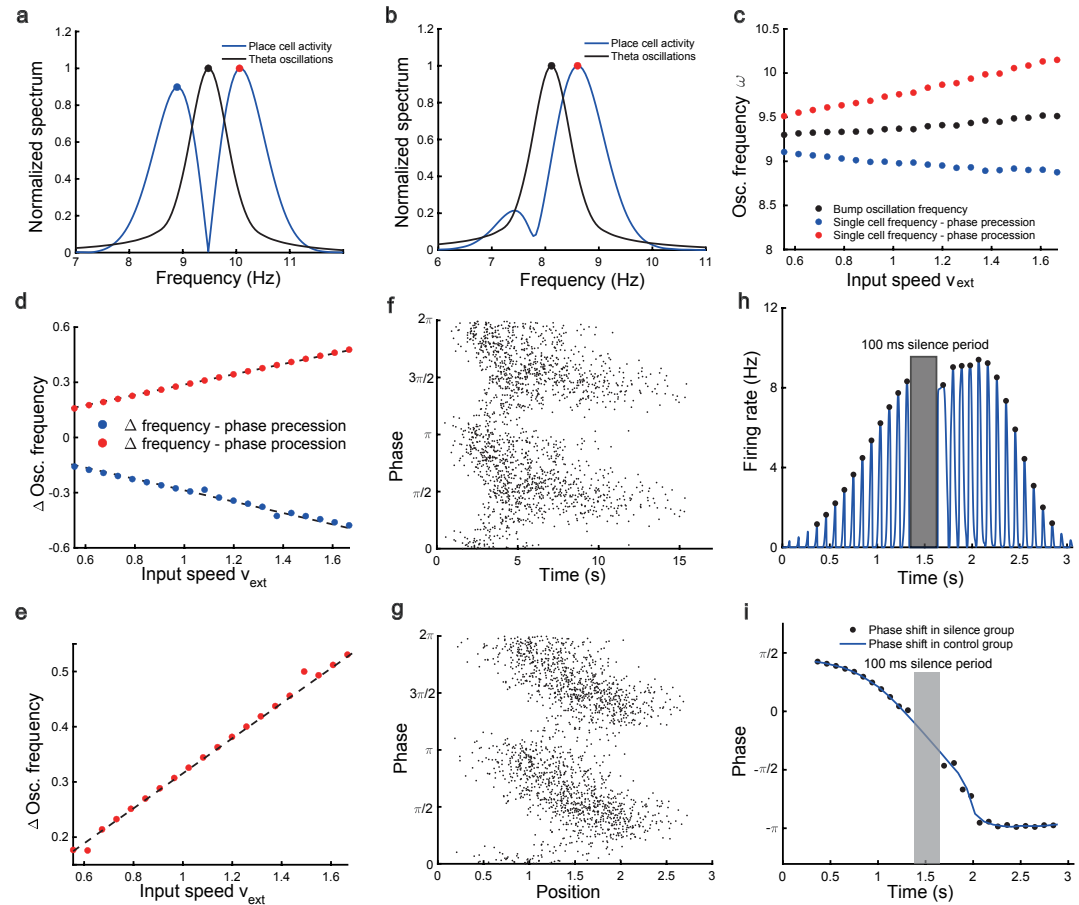 a
1.2
1
0.8
0.6
0.4
0.2
0
Normalized spectrum
Place cell activity
Theta oscillations
7 8 9 10 11
Frequency (Hz)
b
1.2
1
0.8
0.6
0.4
0.2
0
Normalized spectrum
Place cell activity
Theta oscillations
6 7 8 9 10 11
Frequency (Hz)
c
10.5
10
9.5
9
8.5
8
Osc. frequency ω
Bump oscillation frequency
Single cell frequency - phase precession
Single cell frequency - phase procession
0.6 0.8 1 1.2 1.4 1.6
Input speed vext
d
0.6
0.3
0
-0.3
-0.6
Δ Osc. frequency
Δ frequency - phase precession
Δ frequency - phase procession
0.6 0.8 1 1.2 1.4 1.6
Input speed vext
f
2π
3π/2
π
π/2
0
Phase
0 5 10 15
Time (s)
h
12
8
4
0
Firing rate (Hz)
100 ms silence period
0 0.5 1 1.5 2 2.5 3
Time (s)
e
0.5
0.4
0.3
0.2
Δ Osc. frequency
0.6 0.8 1 1.2 1.4 1.6
Input speed vext
g
2π
3π/2
π
π/2
0
Phase
0 0.5 1 1.5 2 2.5 3
Position
i
Phase shift in silence group
Phase shift in control group
100 ms silence period
π/2
0
-π/2
-π
Phase
0 0.5 1 1.5 2 2.5 3
Time (s)